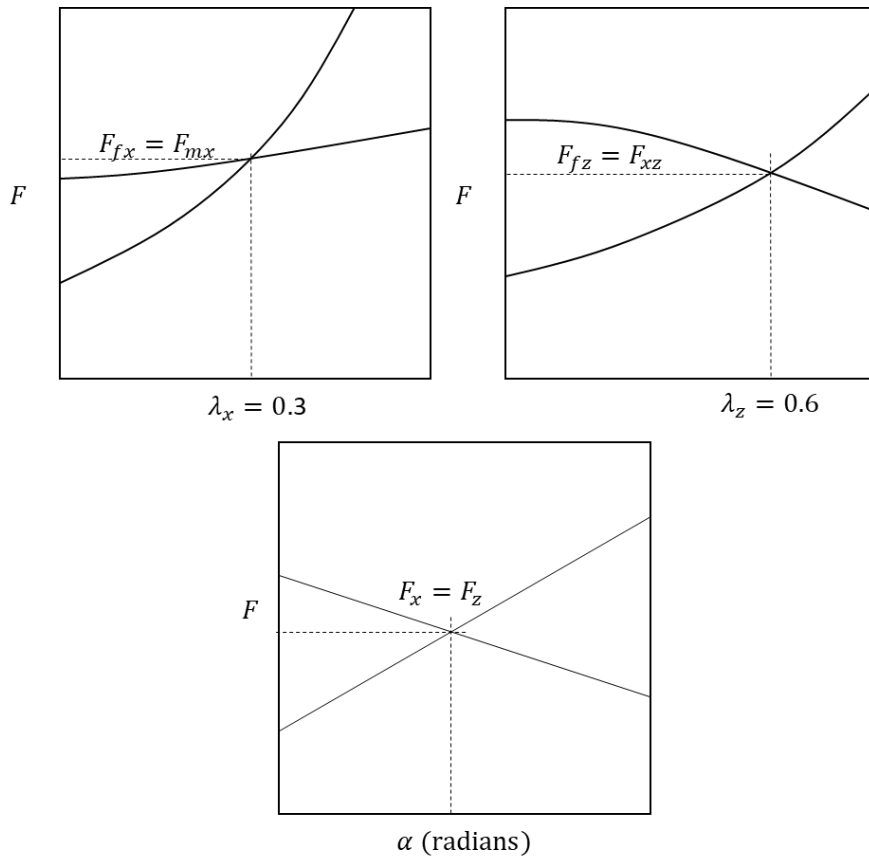 F_{fx} = F_{mx}
F
λ_x = 0.3
F_{fz} = F_{xz}
F
λ_z = 0.6
F_x = F_z
F
α (radians)